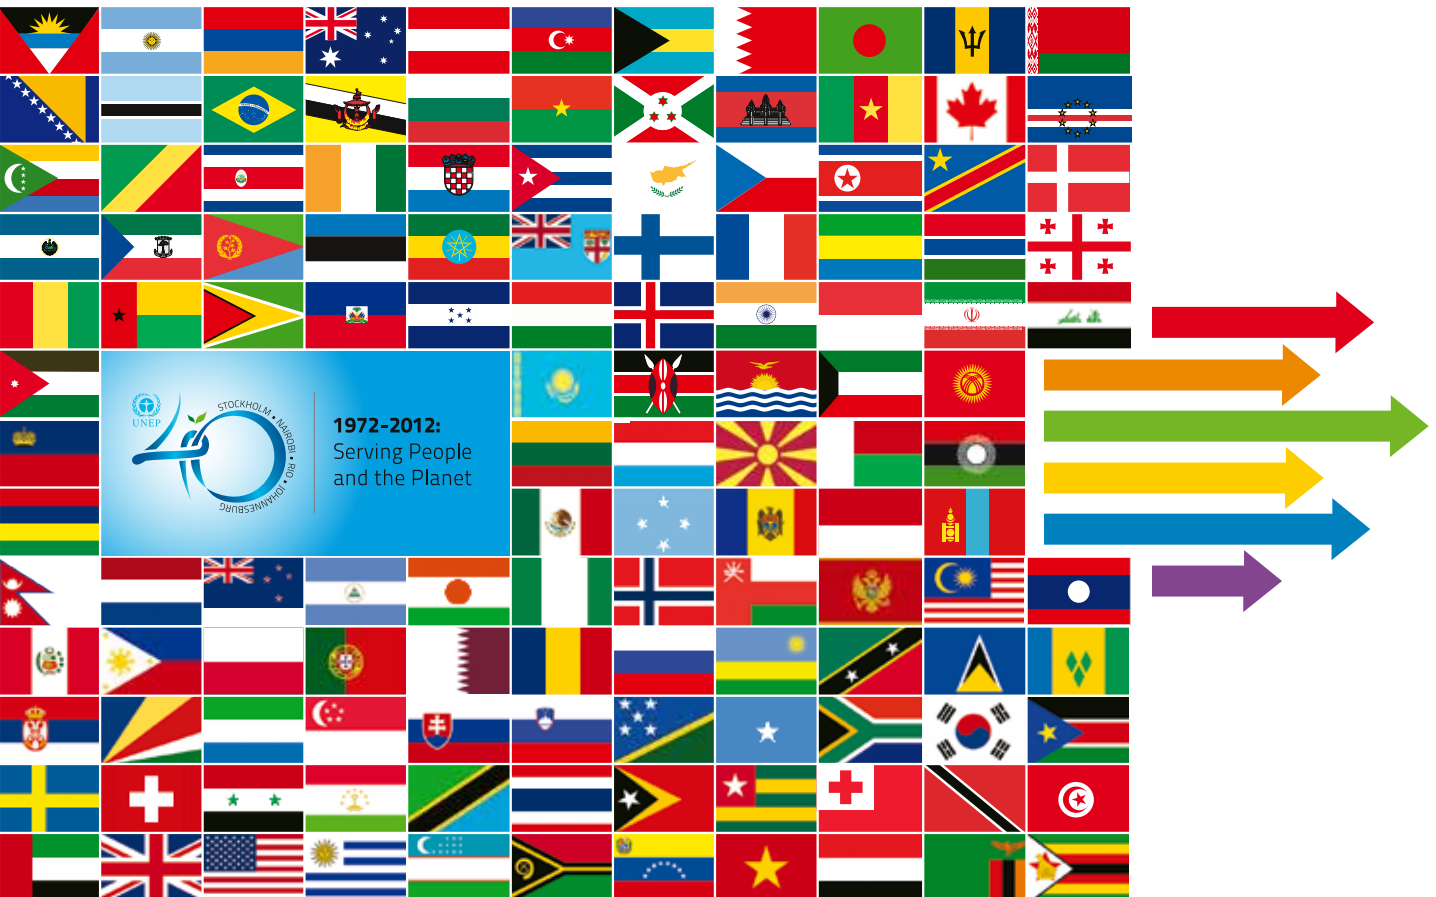 UNEP
STOCKHOLM • NAIROBI • RIO • JOHANNESBURG
1972-2012:
Serving People
and the Planet